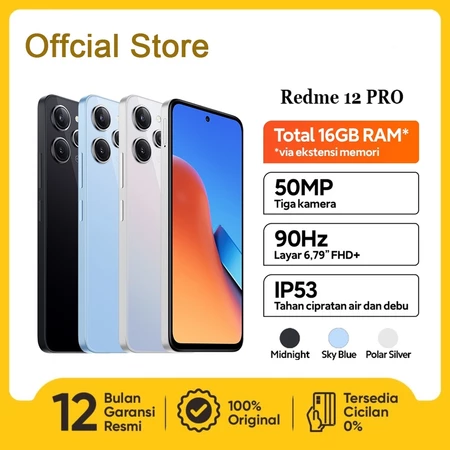 Offcial Store
Redme 12 PRO
Total 16GB RAM*
*via ekstensi memori
50MP
Tiga kamera
90Hz
Layar 6,79" FHD+
IP53
Tahan cipratan air dan debu
Midnight
Sky Blue
Polar Silver
12 Bulan
Garansi
Resmi
100%
Original
Tersedia
Cicilan
0%